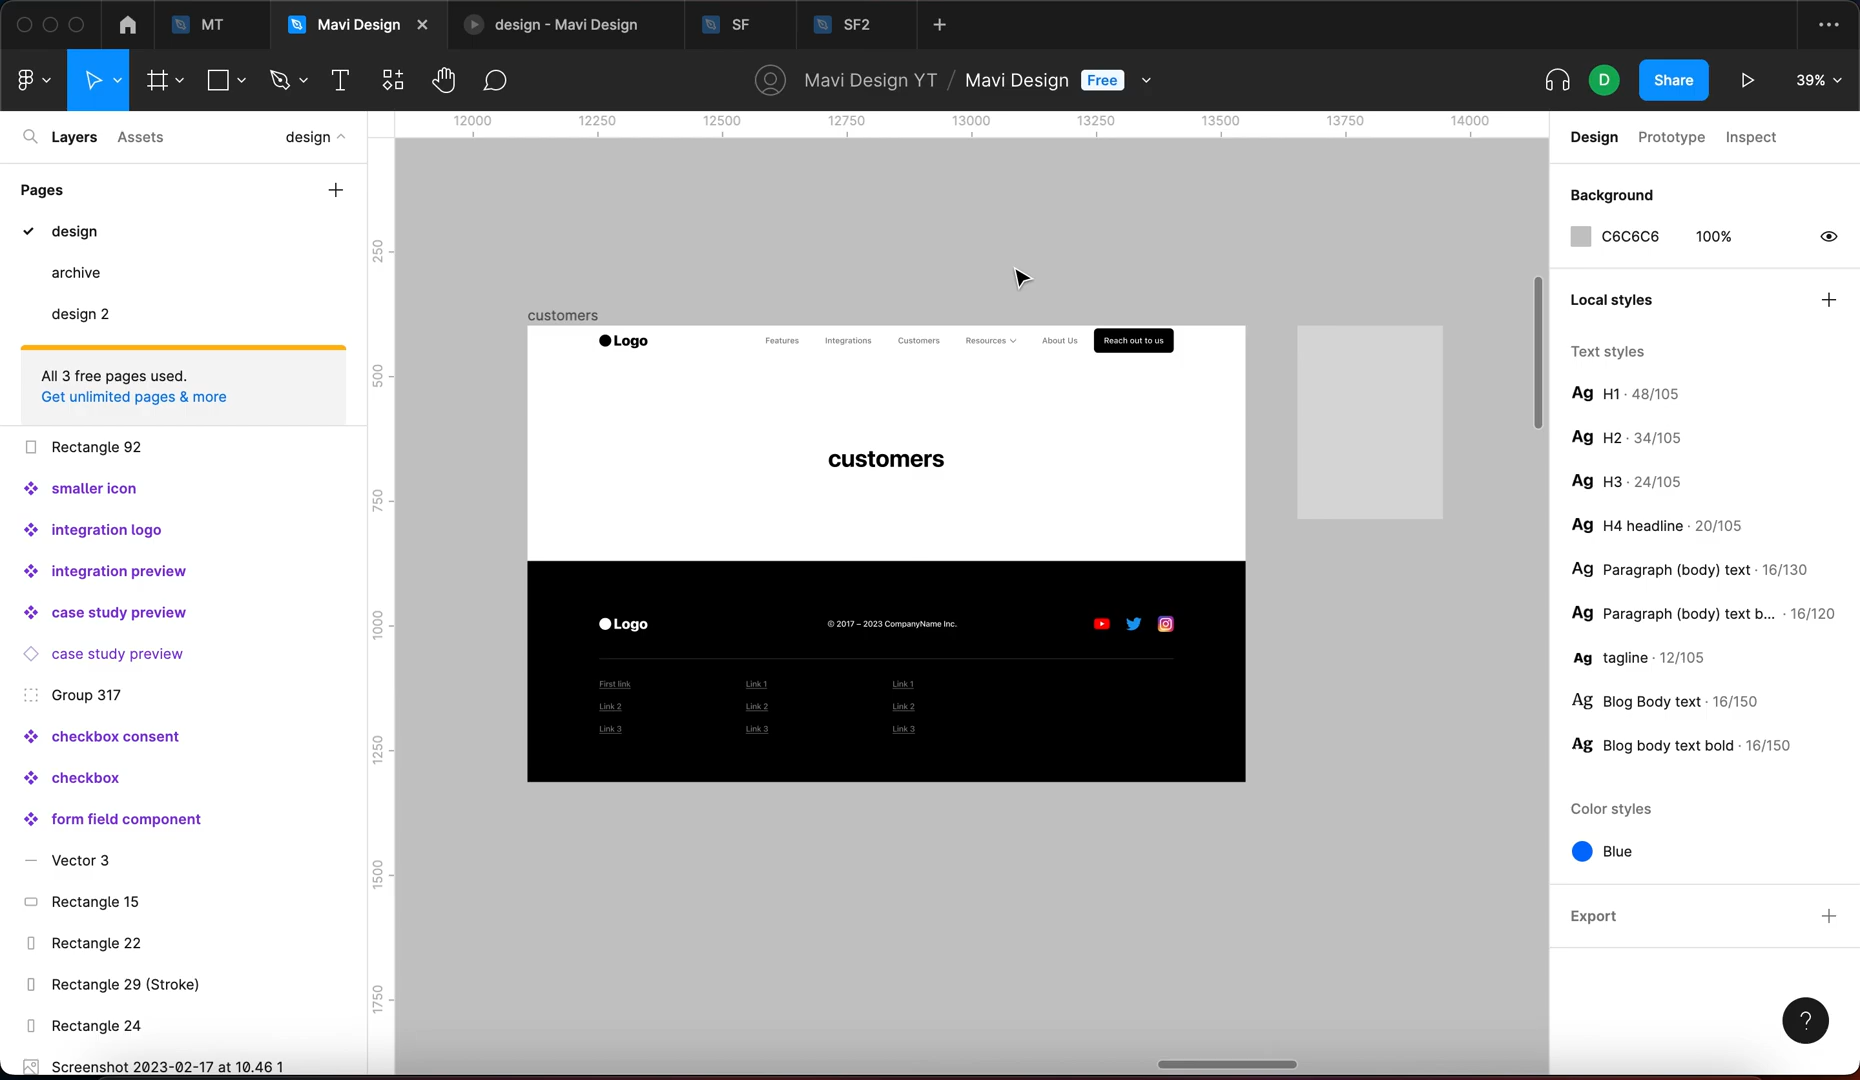 MT
Mavi Design
design - Mavi Design
SF
SF2
Mavi Design YT / Mavi Design Free
D
Share
39%
Layers Assets design
Pages
design
archive
design 2
All 3 free pages used.
Get unlimited pages & more
Rectangle 92
smaller icon
integration logo
integration preview
case study preview
case study preview
Group 317
checkbox consent
checkbox
form field component
Vector 3
Rectangle 15
Rectangle 22
Rectangle 29 (Stroke)
Rectangle 24
Screenshot 2023-02-17 at 10.46 1
12000 12250 12500 12750 13000 13250 13500 13750 14000
250
500
750
1000
1250
1500
1750
customers
Logo
Features Integrations Customers Resources About Us Reach out to us
customers
Logo
© 2017 – 2023 CompanyName Inc.
First link Link 1 Link 1
Link 2 Link 2 Link 2
Link 3 Link 3 Link 3
Design Prototype Inspect
Background
C6C6C6 100%
Local styles
Text styles
Ag H1 · 48/105
Ag H2 · 34/105
Ag H3 · 24/105
Ag H4 headline · 20/105
Ag Paragraph (body) text · 16/130
Ag Paragraph (body) text b... · 16/120
Ag tagline · 12/105
Ag Blog Body text · 16/150
Ag Blog body text bold · 16/150
Color styles
Blue
Export
?